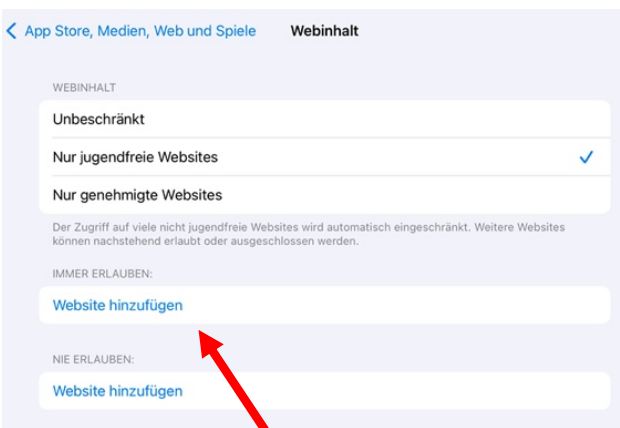 App Store, Medien, Web und Spiele Webinhalt
WEBINHALT
Unbeschränkt
Nur jugendfreie Websites
Nur genehmigte Websites
Der Zugriff auf viele nicht jugendfreie Websites wird automatisch eingeschränkt. Weitere Websites
können nachstehend erlaubt oder ausgeschlossen werden.
IMMER ERLAUBEN:
Website hinzufügen
NIE ERLAUBEN:
Website hinzufügen